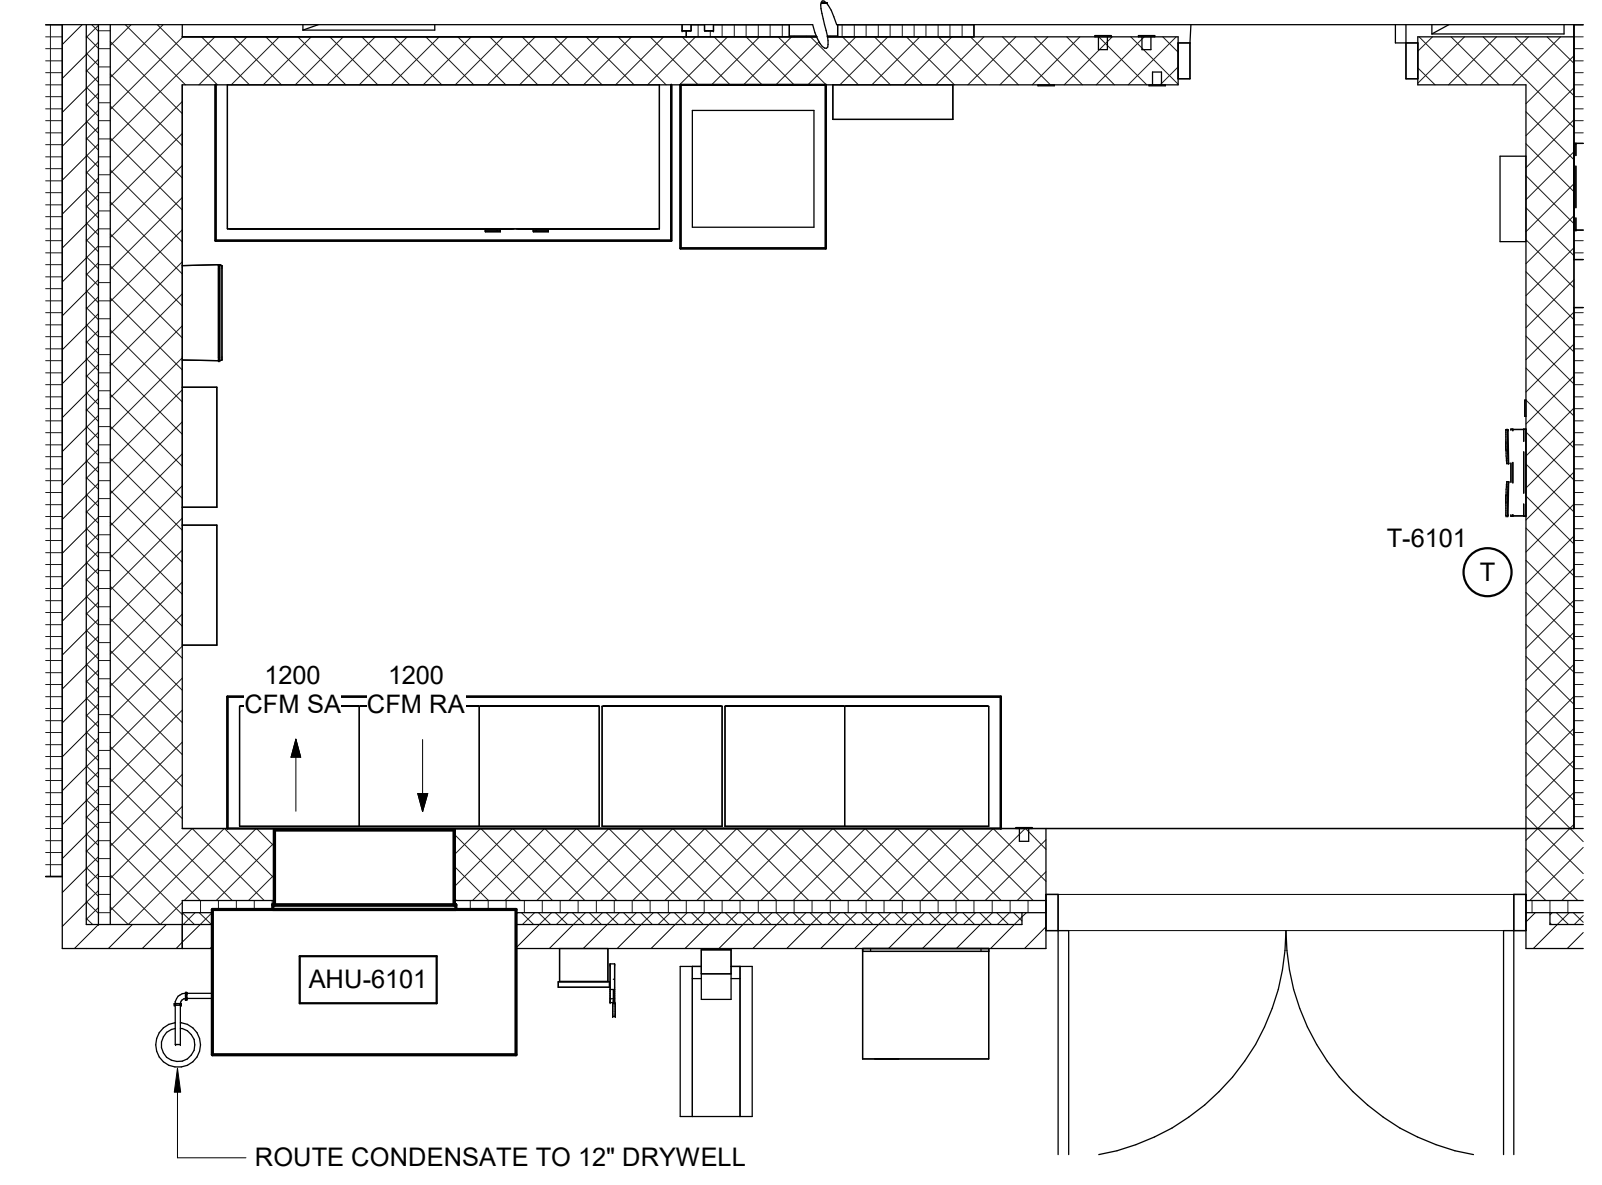 T-6101
T
1200
CFM SA
1200
CFM RA
AHU-6101
ROUTE CONDENSATE TO 12" DRYWELL